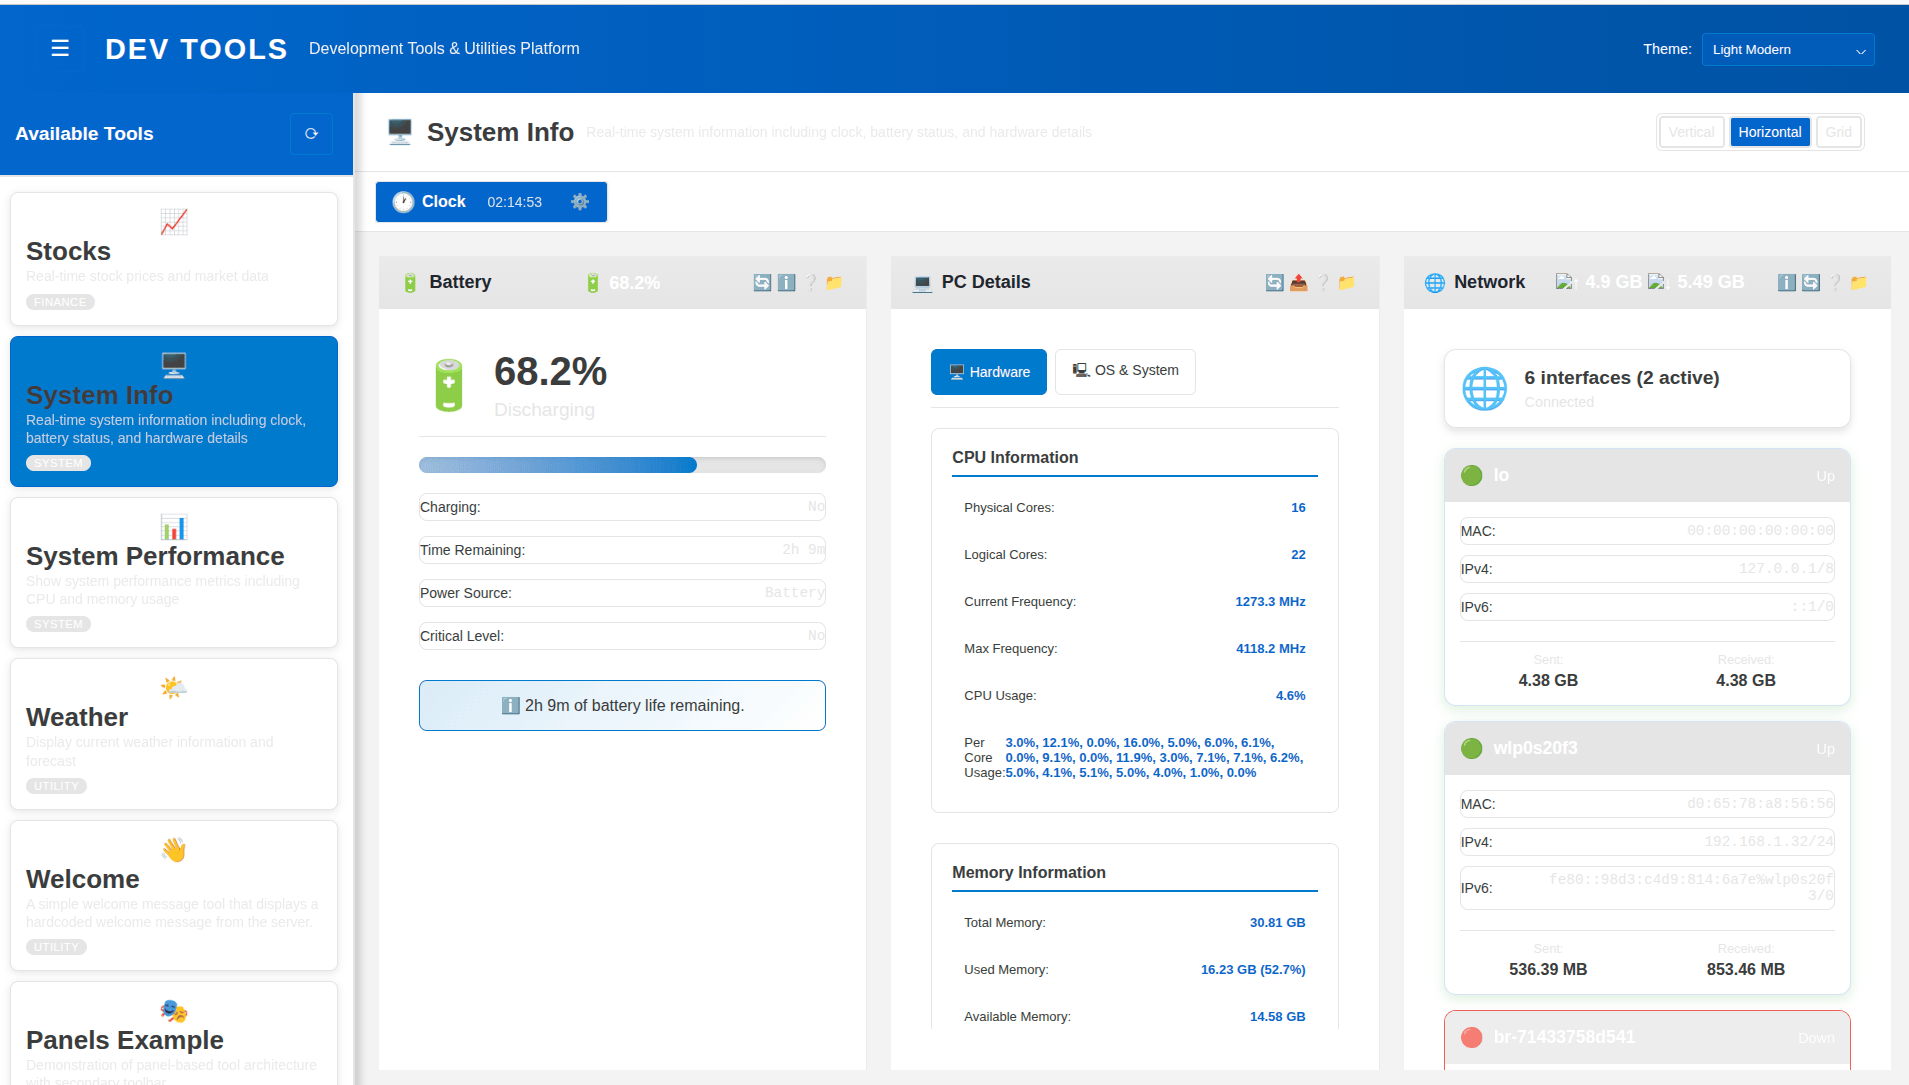 ☰ DEV TOOLS Development Tools & Utilities Platform
Theme: Light Modern
Available Tools
Stocks
Real-time stock prices and market data
FINANCE
System Info
Real-time system information including clock,
battery status, and hardware details
SYSTEM
System Performance
Show system performance metrics including
CPU and memory usage
SYSTEM
Weather
Display current weather information and
forecast
UTILITY
Welcome
A simple welcome message tool that displays a
hardcoded welcome message from the server.
UTILITY
Panels Example
Demonstration of panel-based tool architecture
with secondary toolbar
System Info Real-time system information including clock, battery status, and hardware details
Vertical Horizontal Grid
Clock 02:14:53
Battery 68.2%
68.2%
Discharging
Charging: No
Time Remaining: 2h 9m
Power Source: Battery
Critical Level: No
ℹ️ 2h 9m of battery life remaining.
PC Details
Hardware OS & System
CPU Information
Physical Cores: 16
Logical Cores: 22
Current Frequency: 1273.3 MHz
Max Frequency: 4118.2 MHz
CPU Usage: 4.6%
Per Core Usage: 3.0%, 12.1%, 0.0%, 16.0%, 5.0%, 6.0%, 6.1%,
0.0%, 9.1%, 0.0%, 11.9%, 3.0%, 7.1%, 7.1%, 6.2%,
5.0%, 4.1%, 5.1%, 5.0%, 4.0%, 1.0%, 0.0%
Memory Information
Total Memory: 30.81 GB
Used Memory: 16.23 GB (52.7%)
Available Memory: 14.58 GB
Network 4.9 GB 5.49 GB
6 interfaces (2 active)
Connected
lo Up
MAC: 00:00:00:00:00:00
IPv4: 127.0.0.1/8
IPv6: ::1/0
Sent: Received:
4.38 GB 4.38 GB
wlp0s20f3 Up
MAC: d0:65:78:a8:56:56
IPv4: 192.168.1.32/24
IPv6: fe80::98d3:c4d9:814:6a7e%wlp0s20f
3/0
Sent: Received:
536.39 MB 853.46 MB
br-71433758d541 Down